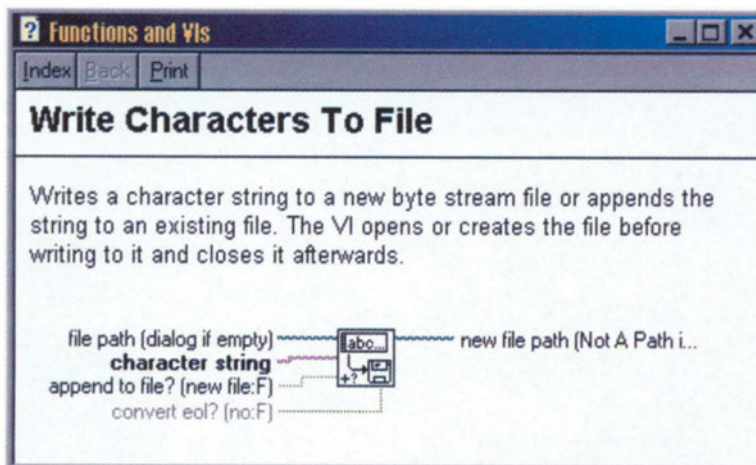 Functions and VIs
Index Back Print
Write Characters To File
Writes a character string to a new byte stream file or appends the
string to an existing file. The VI opens or creates the file before
writing to it and closes it afterwards.
file path (dialog if empty)
character string
append to file? (new file:F)
convert eol? (no:F)
abc...
+?
new file path (Not A Path i...